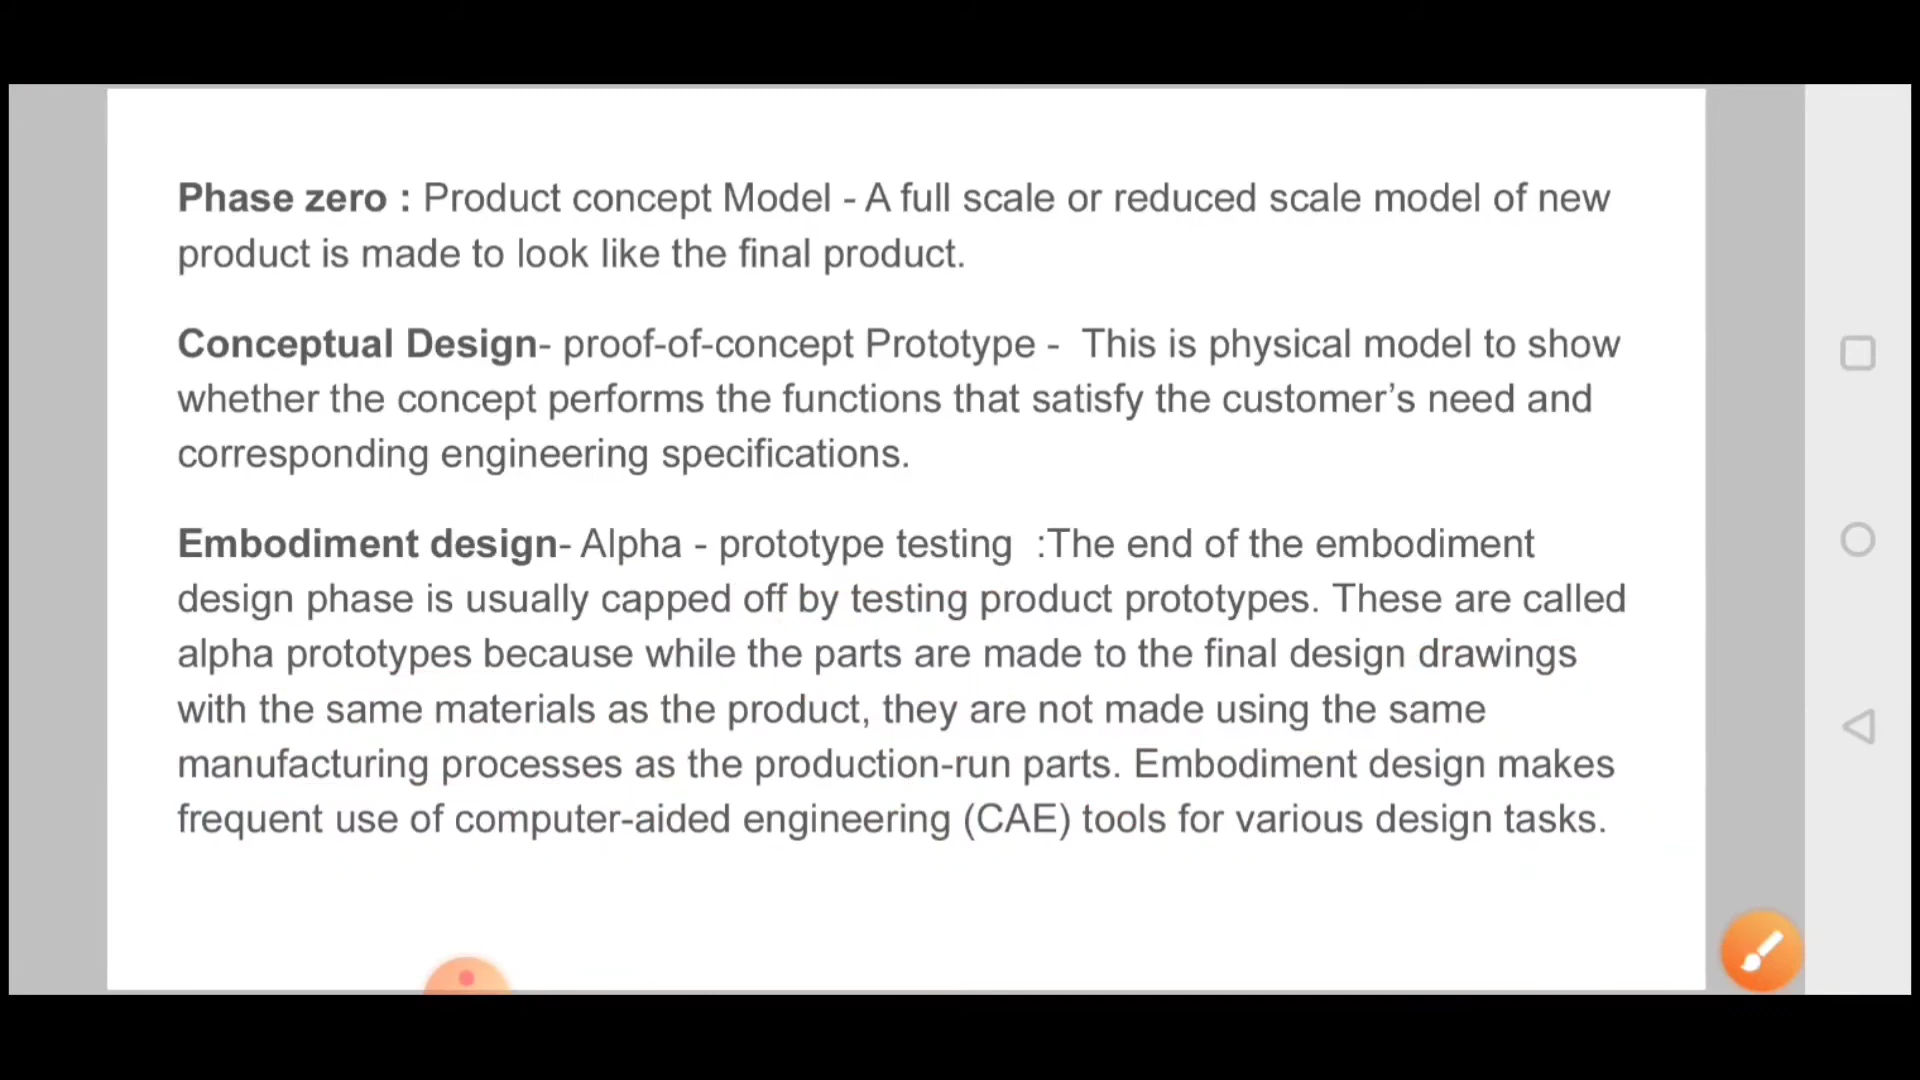 Phase zero : Product concept Model - A full scale or reduced scale model of new
product is made to look like the final product.
Conceptual Design- proof-of-concept Prototype -  This is physical model to show
whether the concept performs the functions that satisfy the customer’s need and
corresponding engineering specifications.
Embodiment design- Alpha - prototype testing  :The end of the embodiment
design phase is usually capped off by testing product prototypes. These are called
alpha prototypes because while the parts are made to the final design drawings
with the same materials as the product, they are not made using the same
manufacturing processes as the production-run parts. Embodiment design makes
frequent use of computer-aided engineering (CAE) tools for various design tasks.